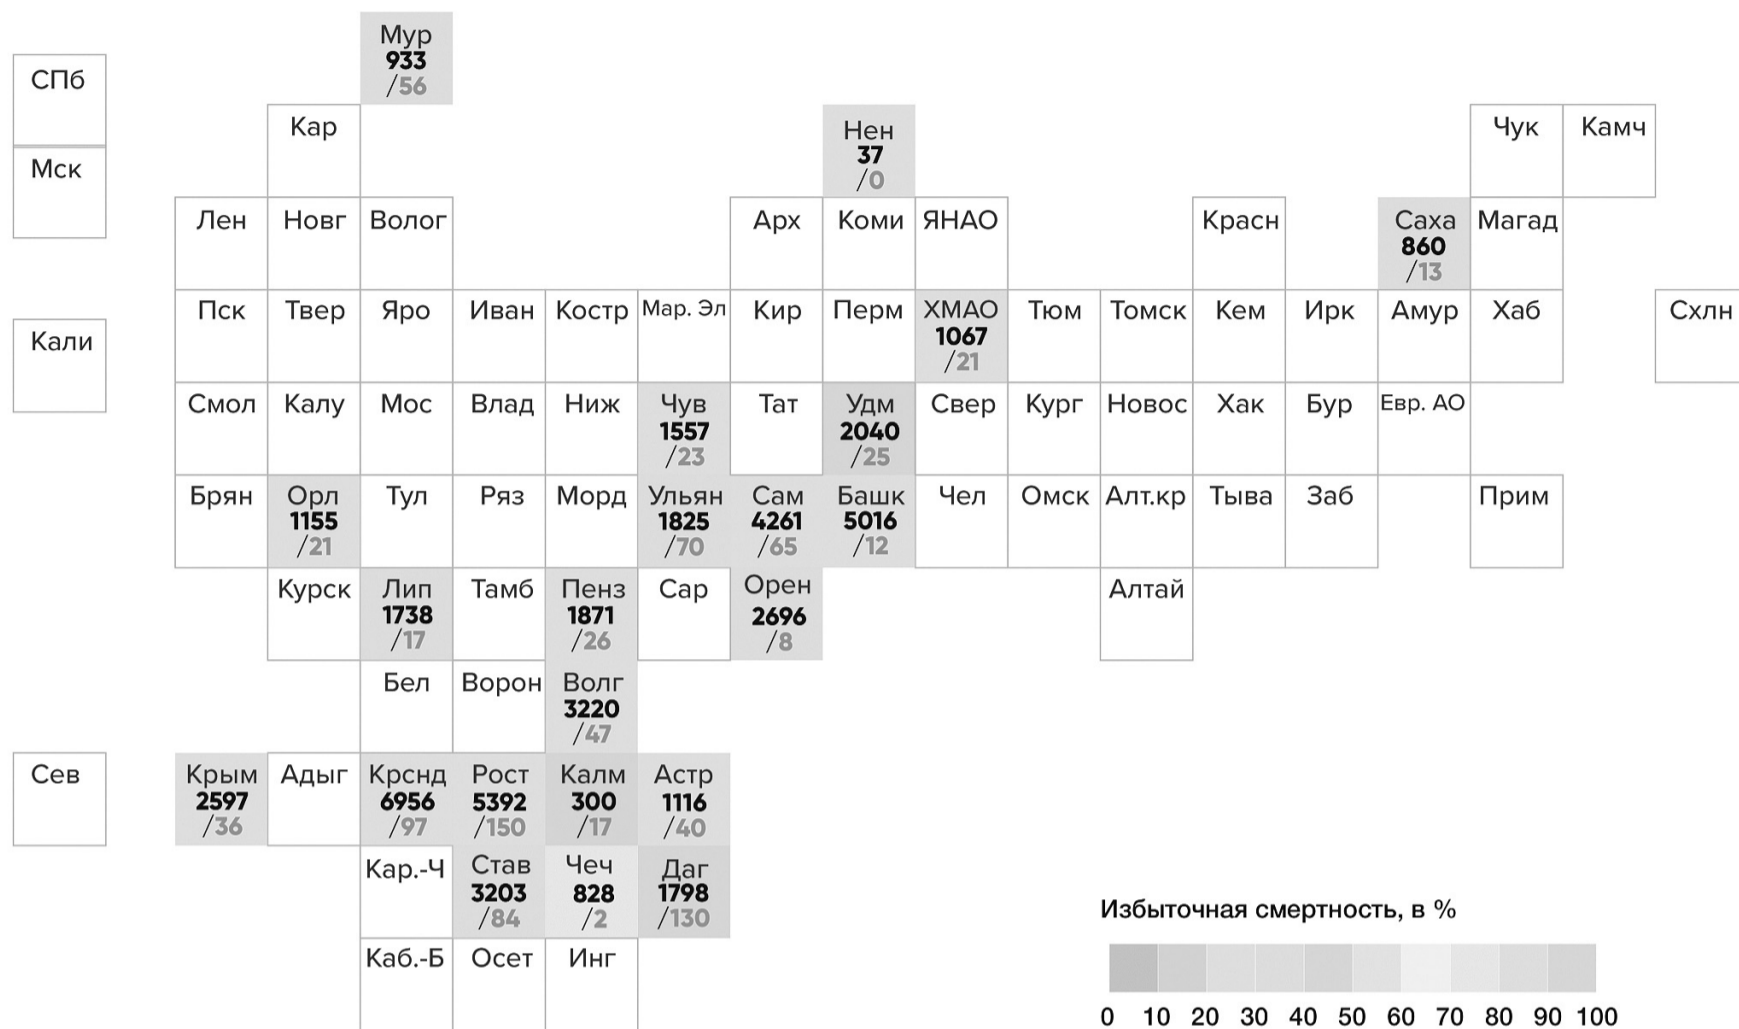 Мур
933
/56
СПб
Кар
Нен
37
/0
Чук
Камч
Мск
Лен
Новг
Волог
Арх
Коми
ЯНАО
Красн
Саха
860
/13
Магад
Пск
Твер
Яро
Иван
Костр
Мар. Эл
Кир
Перм
ХМАО
1067
/21
Тюм
Томск
Кем
Ирк
Амур
Хаб
Схлн
Кали
Смол
Калу
Мос
Влад
Ниж
Чув
1557
/23
Тат
Удм
2040
/25
Свер
Кург
Новос
Хак
Бур
Евр. АО
Брян
Орл
1155
/21
Тул
Ряз
Морд
Ульян
1825
/70
Сам
4261
/65
Башк
5016
/12
Чел
Омск
Алт.кр
Тыва
Заб
Прим
Курск
Лип
1738
/17
Тамб
Пенз
1871
/26
Сар
Орен
2696
/8
Алтай
Бел
Ворон
Волг
3220
/47
Сев
Крым
2597
/36
Адыг
Крснд
6956
/97
Рост
5392
/150
Калм
300
/17
Астр
1116
/40
Кар.-Ч
Став
3203
/84
Чеч
828
/2
Даг
1798
/130
Каб.-Б
Осет
Инг
Избыточная смертность, в %
0 10 20 30 40 50 60 70 80 90 100